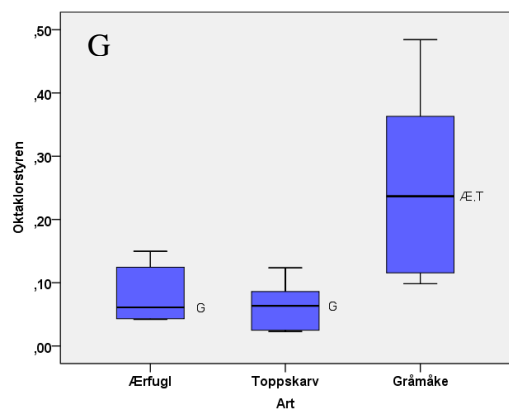 G
,50
,40
,30
,20
,10
,00
Oktaklorstyren
Æ.T
G
G
Ærfugl
Toppskarv
Gråmåke
Art